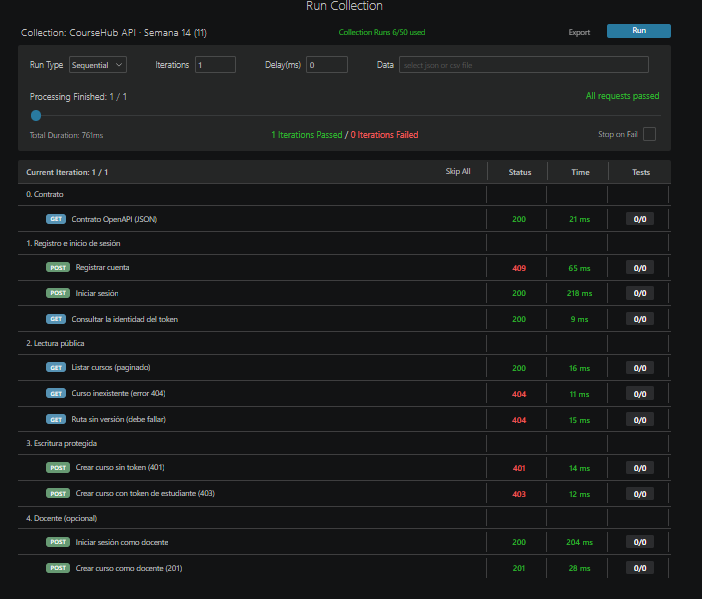 Run Collection
Collection: CourseHub API - Semana 14 (11) Collection Runs 6/50 used Export Run
Run Type Sequential Iterations 1 Delay(ms) 0 Data select json or csv file
Processing Finished: 1 / 1 All requests passed
Total Duration: 761ms 1 Iterations Passed / 0 Iterations Failed Stop on Fail
Current Iteration: 1 / 1 Skip All Status Time Tests
0. Contrato
GET Contrato OpenAPI (JSON) 200 21 ms 0/0
1. Registro e inicio de sesión
POST Registrar cuenta 409 65 ms 0/0
POST Iniciar sesión 200 218 ms 0/0
GET Consultar la identidad del token 200 9 ms 0/0
2. Lectura pública
GET Listar cursos (paginado) 200 16 ms 0/0
GET Curso inexistente (error 404) 404 11 ms 0/0
GET Ruta sin versión (debe fallar) 404 15 ms 0/0
3. Escritura protegida
POST Crear curso sin token (401) 401 14 ms 0/0
POST Crear curso con token de estudiante (403) 403 12 ms 0/0
4. Docente (opcional)
POST Iniciar sesión como docente 200 204 ms 0/0
POST Crear curso como docente (201) 201 28 ms 0/0